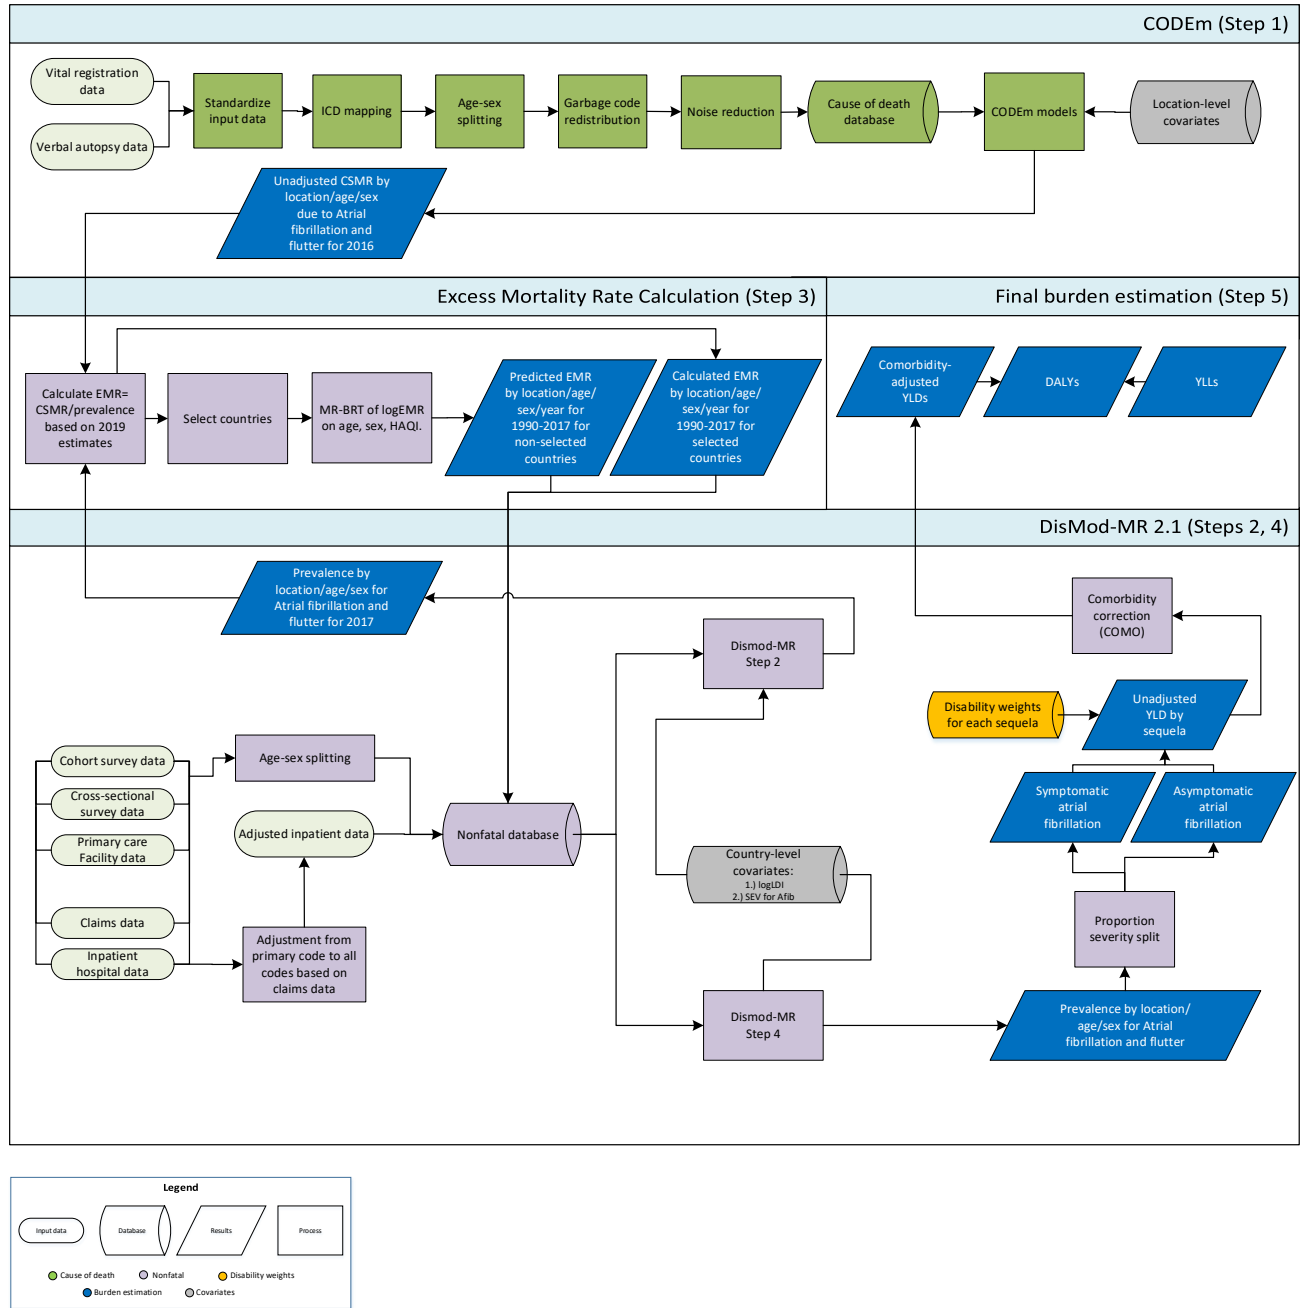 CODEm (Step 1)
Vital registration
data
Verbal autopsy data
Standardize
input data
ICD mapping
Age-sex
splitting
Garbage code
redistribution
Noise reduction
Cause of death
database
CODEm models
Location-level
covariates
Unadjusted CSMR by
location/age/sex
due to Atrial
fibrillation and
flutter for 2016
Excess Mortality Rate Calculation (Step 3)
Calculate EMR=
CSMR/prevalence
based on 2019
estimates
Select countries
MR-BRT of logEMR
on age, sex, HAQI.
Predicted EMR
by location/age/
sex/year for
1990-2017 for
non-selected
countries
Calculated EMR
by location/age/
sex/year for
1990-2017 for
selected
countries
Final burden estimation (Step 5)
Comorbidity-
adjusted
YLDs
DALYs
YLLs
DisMod-MR 2.1 (Steps 2, 4)
Prevalence by
location/age/sex for
Atrial fibrillation and
flutter for 2017
Dismod-MR
Step 2
Comorbidity
correction
(COMO)
Disability weights
for each sequela
Unadjusted
YLD by
sequela
Cohort survey data
Cross-sectional
survey data
Primary care
Facility data
Claims data
Inpatient
hospital data
Age-sex splitting
Adjusted inpatient data
Adjustment from
primary code to all
codes based on
claims data
Nonfatal database
Country-level
covariates:
1.) logLDI
2.) SEV for Afib
Symptomatic
atrial
fibrillation
Asymptomatic
atrial
fibrillation
Proportion
severity split
Dismod-MR
Step 4
Prevalence by location/
age/sex for Atrial
fibrillation and flutter
Legend
Input data
Database
Results
Process
Cause of death
Nonfatal
Disability weights
Burden estimation
Covariates